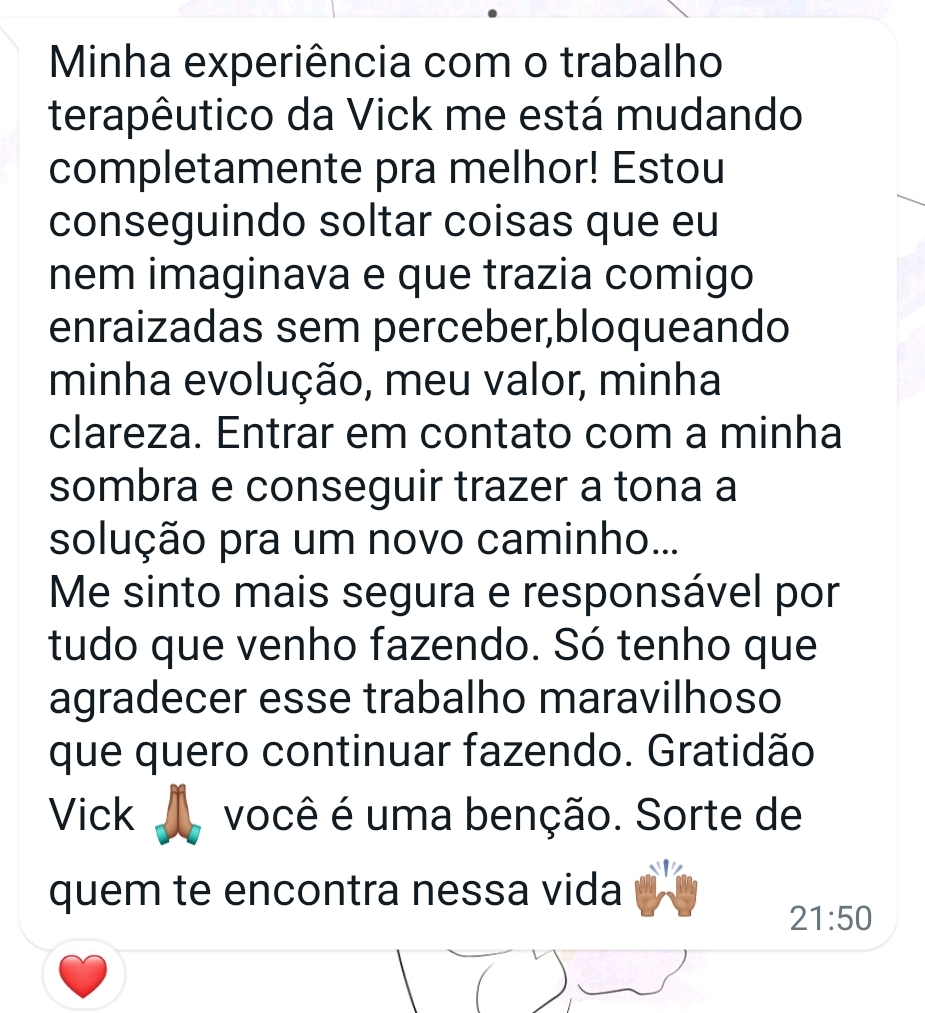 Minha experiência com o trabalho
terapêutico da Vick me está mudando
completamente pra melhor! Estou
conseguindo soltar coisas que eu
nem imaginava e que trazia comigo
enraizadas sem perceber,bloqueando
minha evolução, meu valor, minha
clareza. Entrar em contato com a minha
sombra e conseguir trazer a tona a
solução pra um novo caminho...
Me sinto mais segura e responsável por
tudo que venho fazendo. Só tenho que
agradecer esse trabalho maravilhoso
que quero continuar fazendo. Gratidão
Vick 🙏🏾 você é uma benção. Sorte de
quem te encontra nessa vida 🙌🏽
21:50